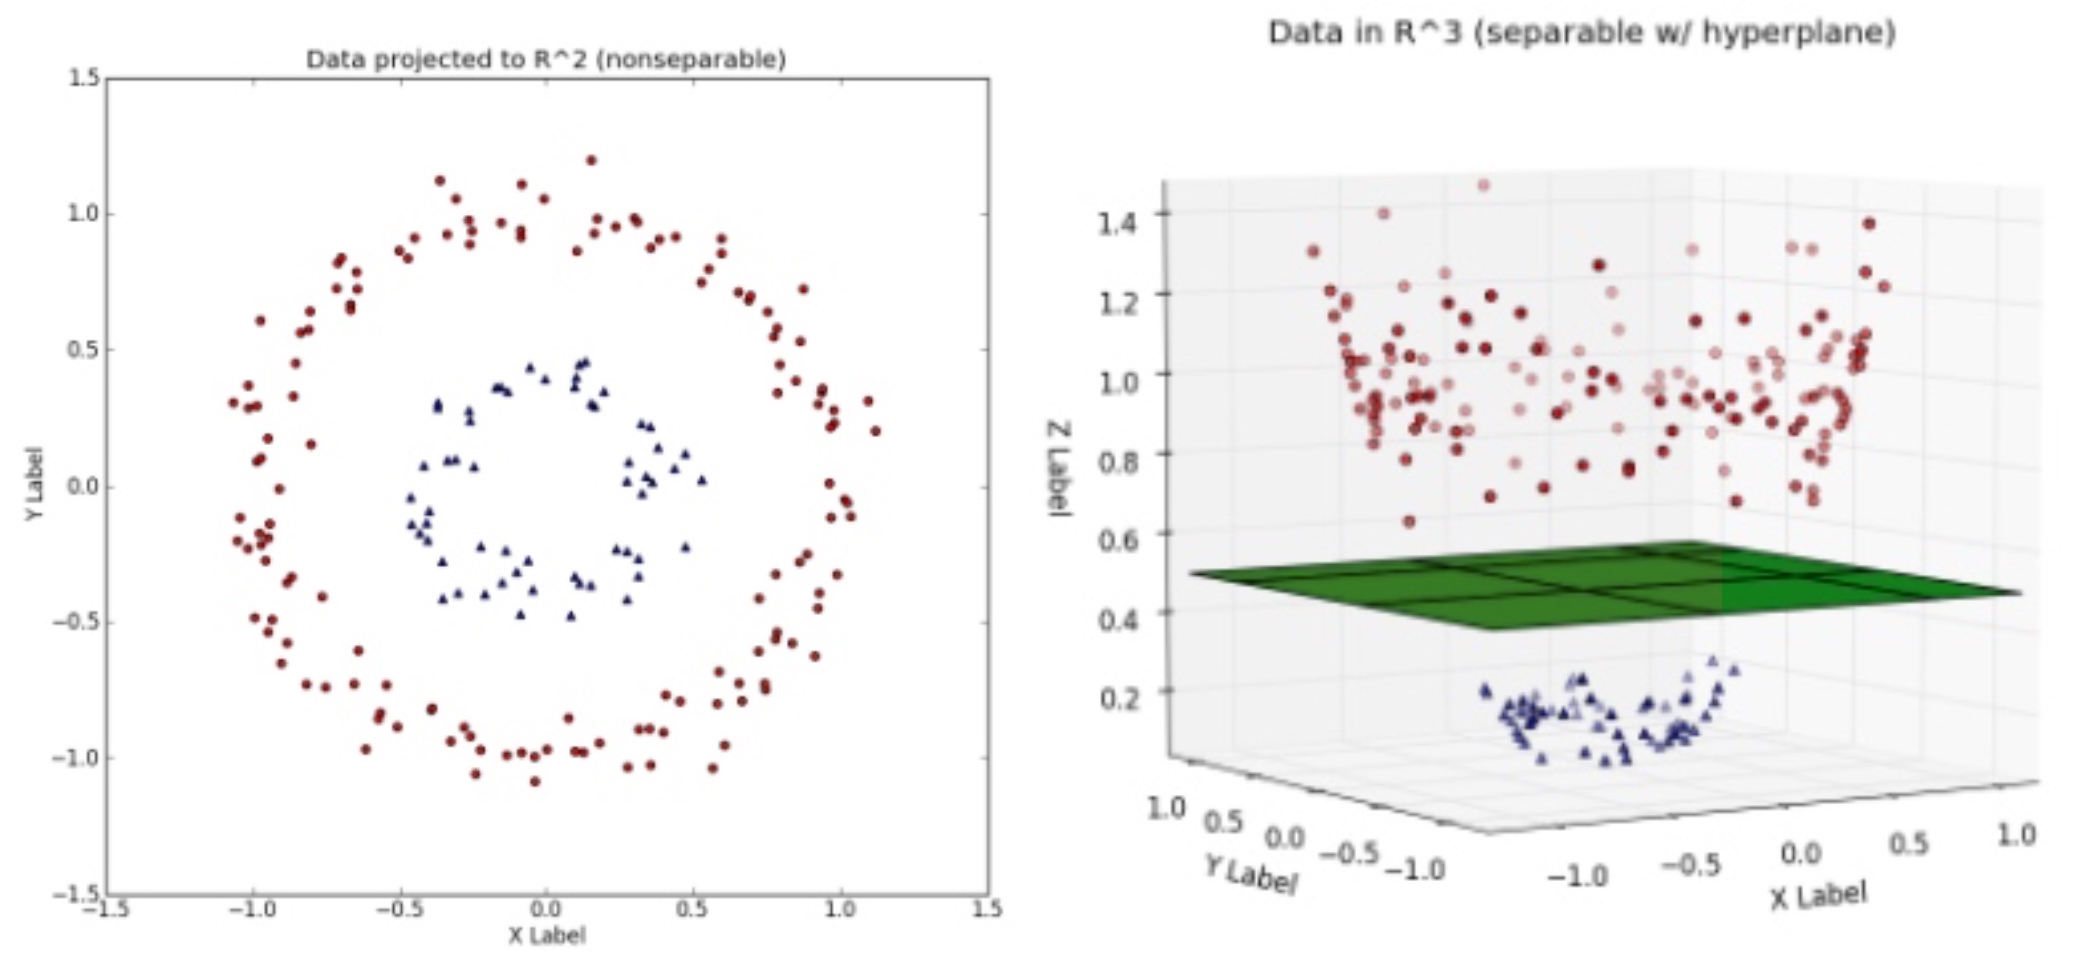 Data projected to R^2 (nonseparable)
1.5
1.0
0.5
0.0
−0.5
−1.0
−1.5
Y Label
−1.5 −1.0 −0.5 0.0 0.5 1.0 1.5
X Label
Data in R^3 (separable w/ hyperplane)
1.4
1.2
1.0
0.8
0.6
0.4
0.2
Z Label
1.0 0.5 0.0 −0.5 −1.0
Y Label
−1.0 −0.5 0.0 0.5 1.0
X Label